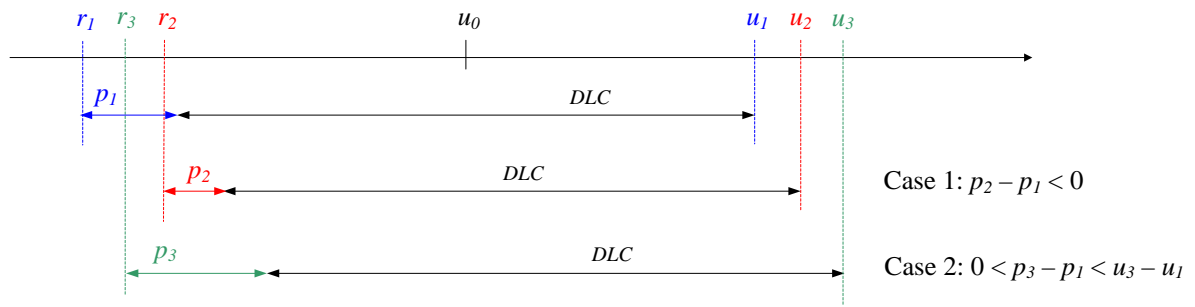 r1 r3 r2 u0 u1 u2 u3
p1 DLC
p2 DLC
Case 1: p2 – p1 < 0
p3 DLC
Case 2: 0 < p3 – p1 < u3 – u1